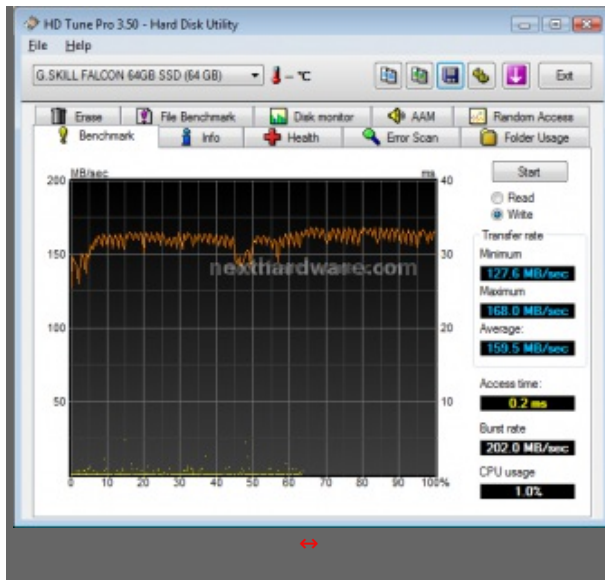 HD Tune Pro 3.50 - Hard Disk Utility
File Help
G.SKILL FALCON 64GB SSD (64 GB)
– °C
Exit
Erase File Benchmark Disk monitor AAM Random Access
Benchmark Info Health Error Scan Folder Usage
MB/sec ms
200 40
150 30
100 20
50 10
0 10 20 30 40 50 60 70 80 90 100%
nexthardware.com
Start
Read
Write
Transfer rate
Minimum
127.6 MB/sec
Maximum
168.0 MB/sec
Average:
159.5 MB/sec
Access time:
0.2 ms
Burst rate
202.0 MB/sec
CPU usage
1.0%